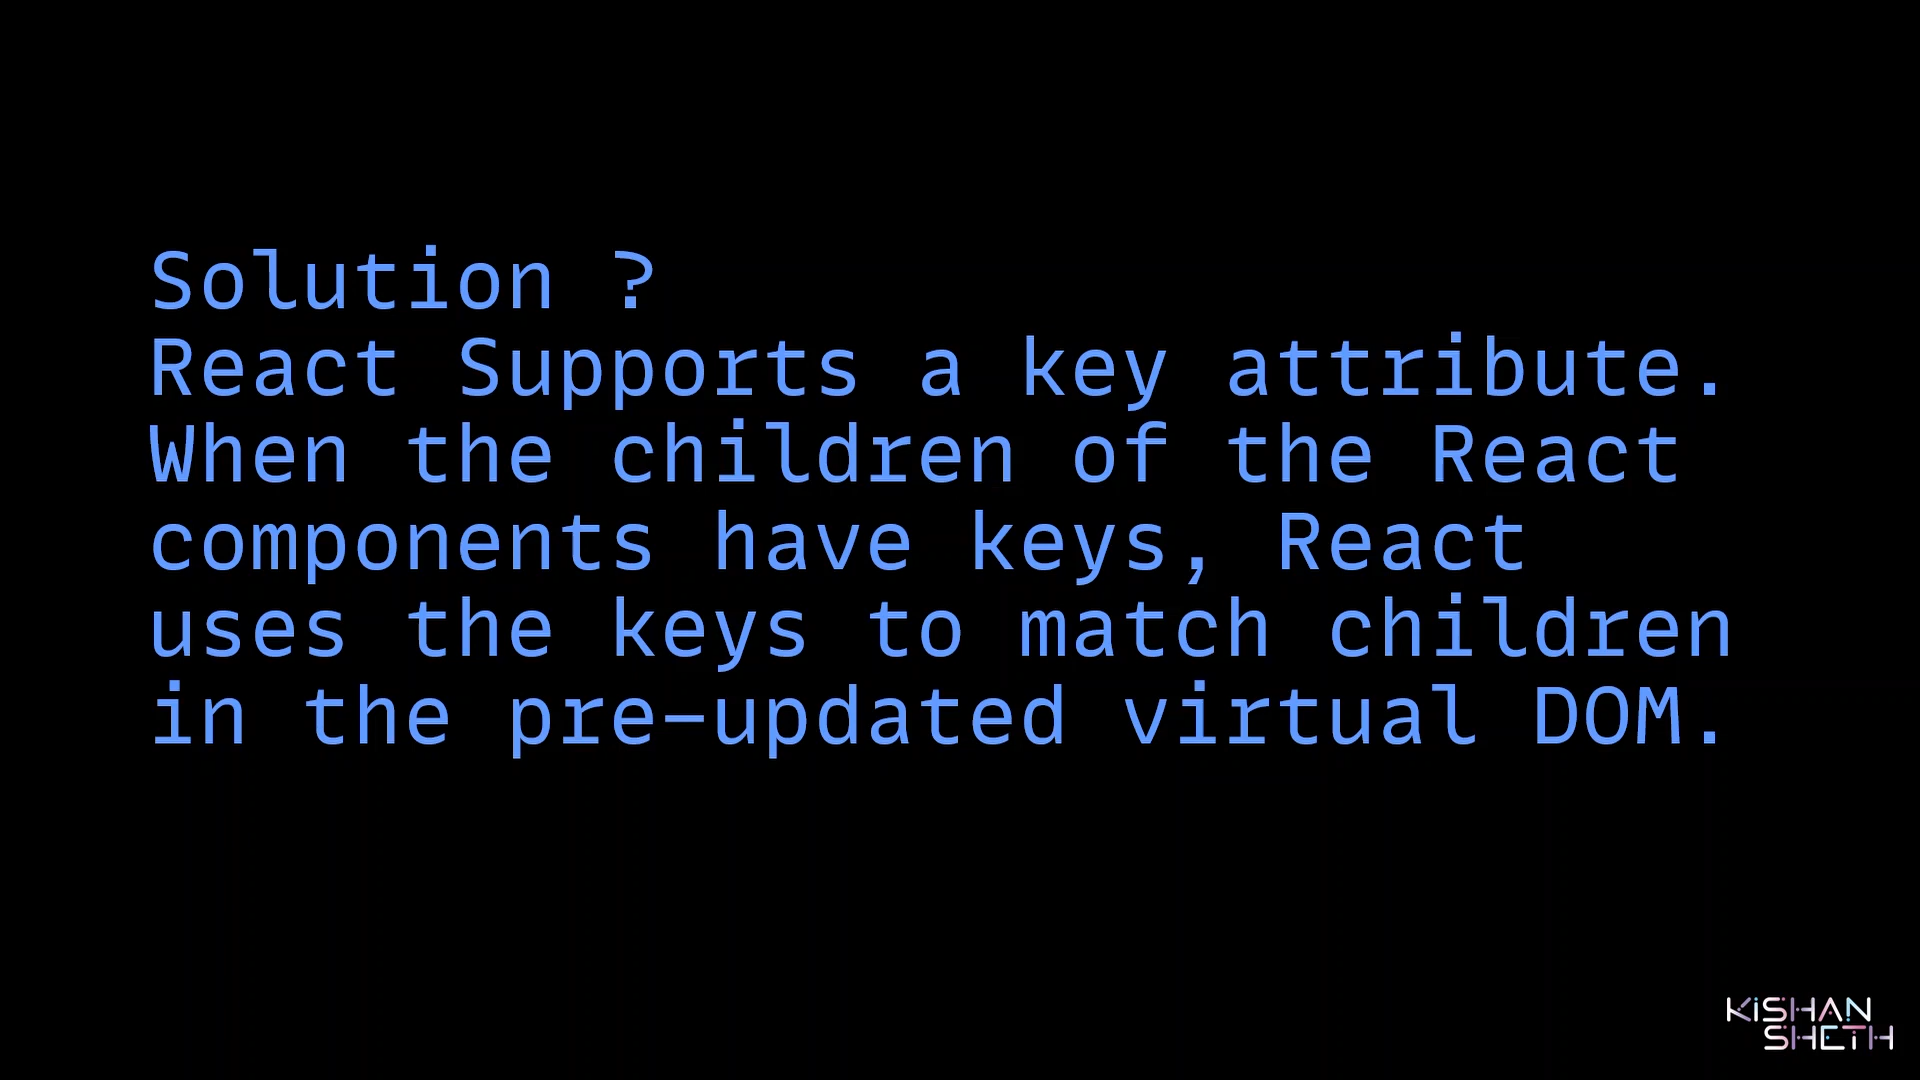 Solution ?
React Supports a key attribute.
When the children of the React
components have keys, React
uses the keys to match children
in the pre-updated virtual DOM.
KiSHAN
SHETH